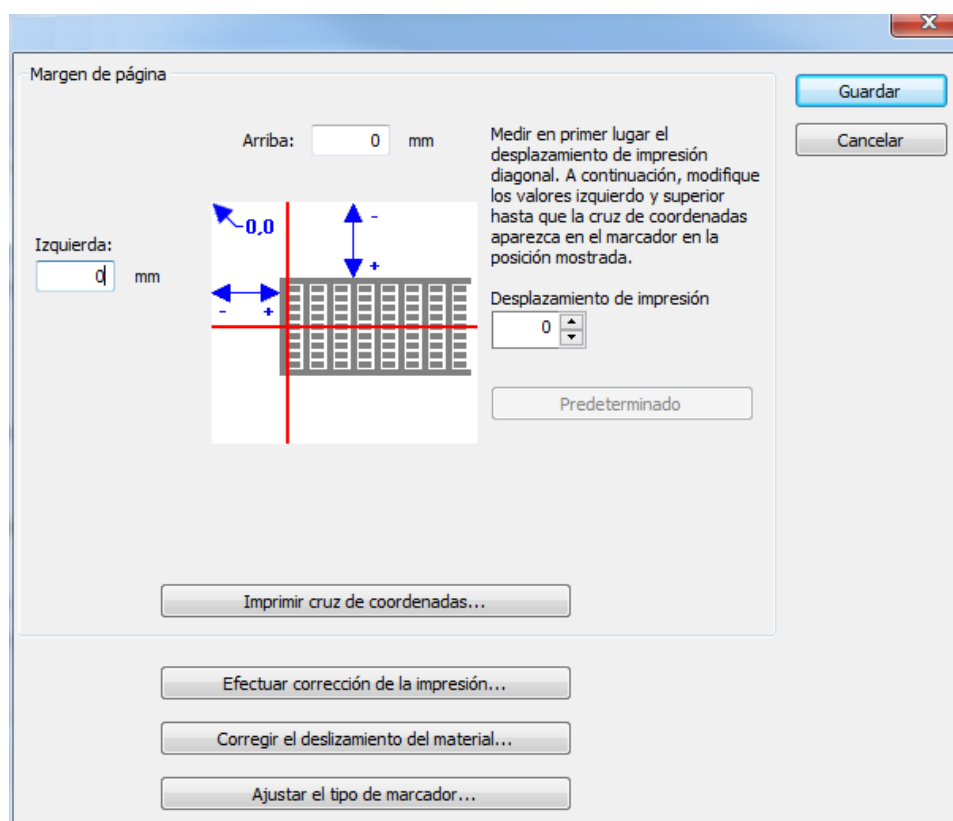 X
Margen de página
Guardar
Arriba: 0 mm
Cancelar
Medir en primer lugar el
desplazamiento de impresión
diagonal. A continuación, modifique
los valores izquierdo y superior
hasta que la cruz de coordenadas
aparezca en el marcador en la
posición mostrada.
0,0
-
+
Izquierda:
0 mm
- +
Desplazamiento de impresión
0
Predeterminado
Imprimir cruz de coordenadas...
Efectuar corrección de la impresión...
Corregir el deslizamiento del material...
Ajustar el tipo de marcador...